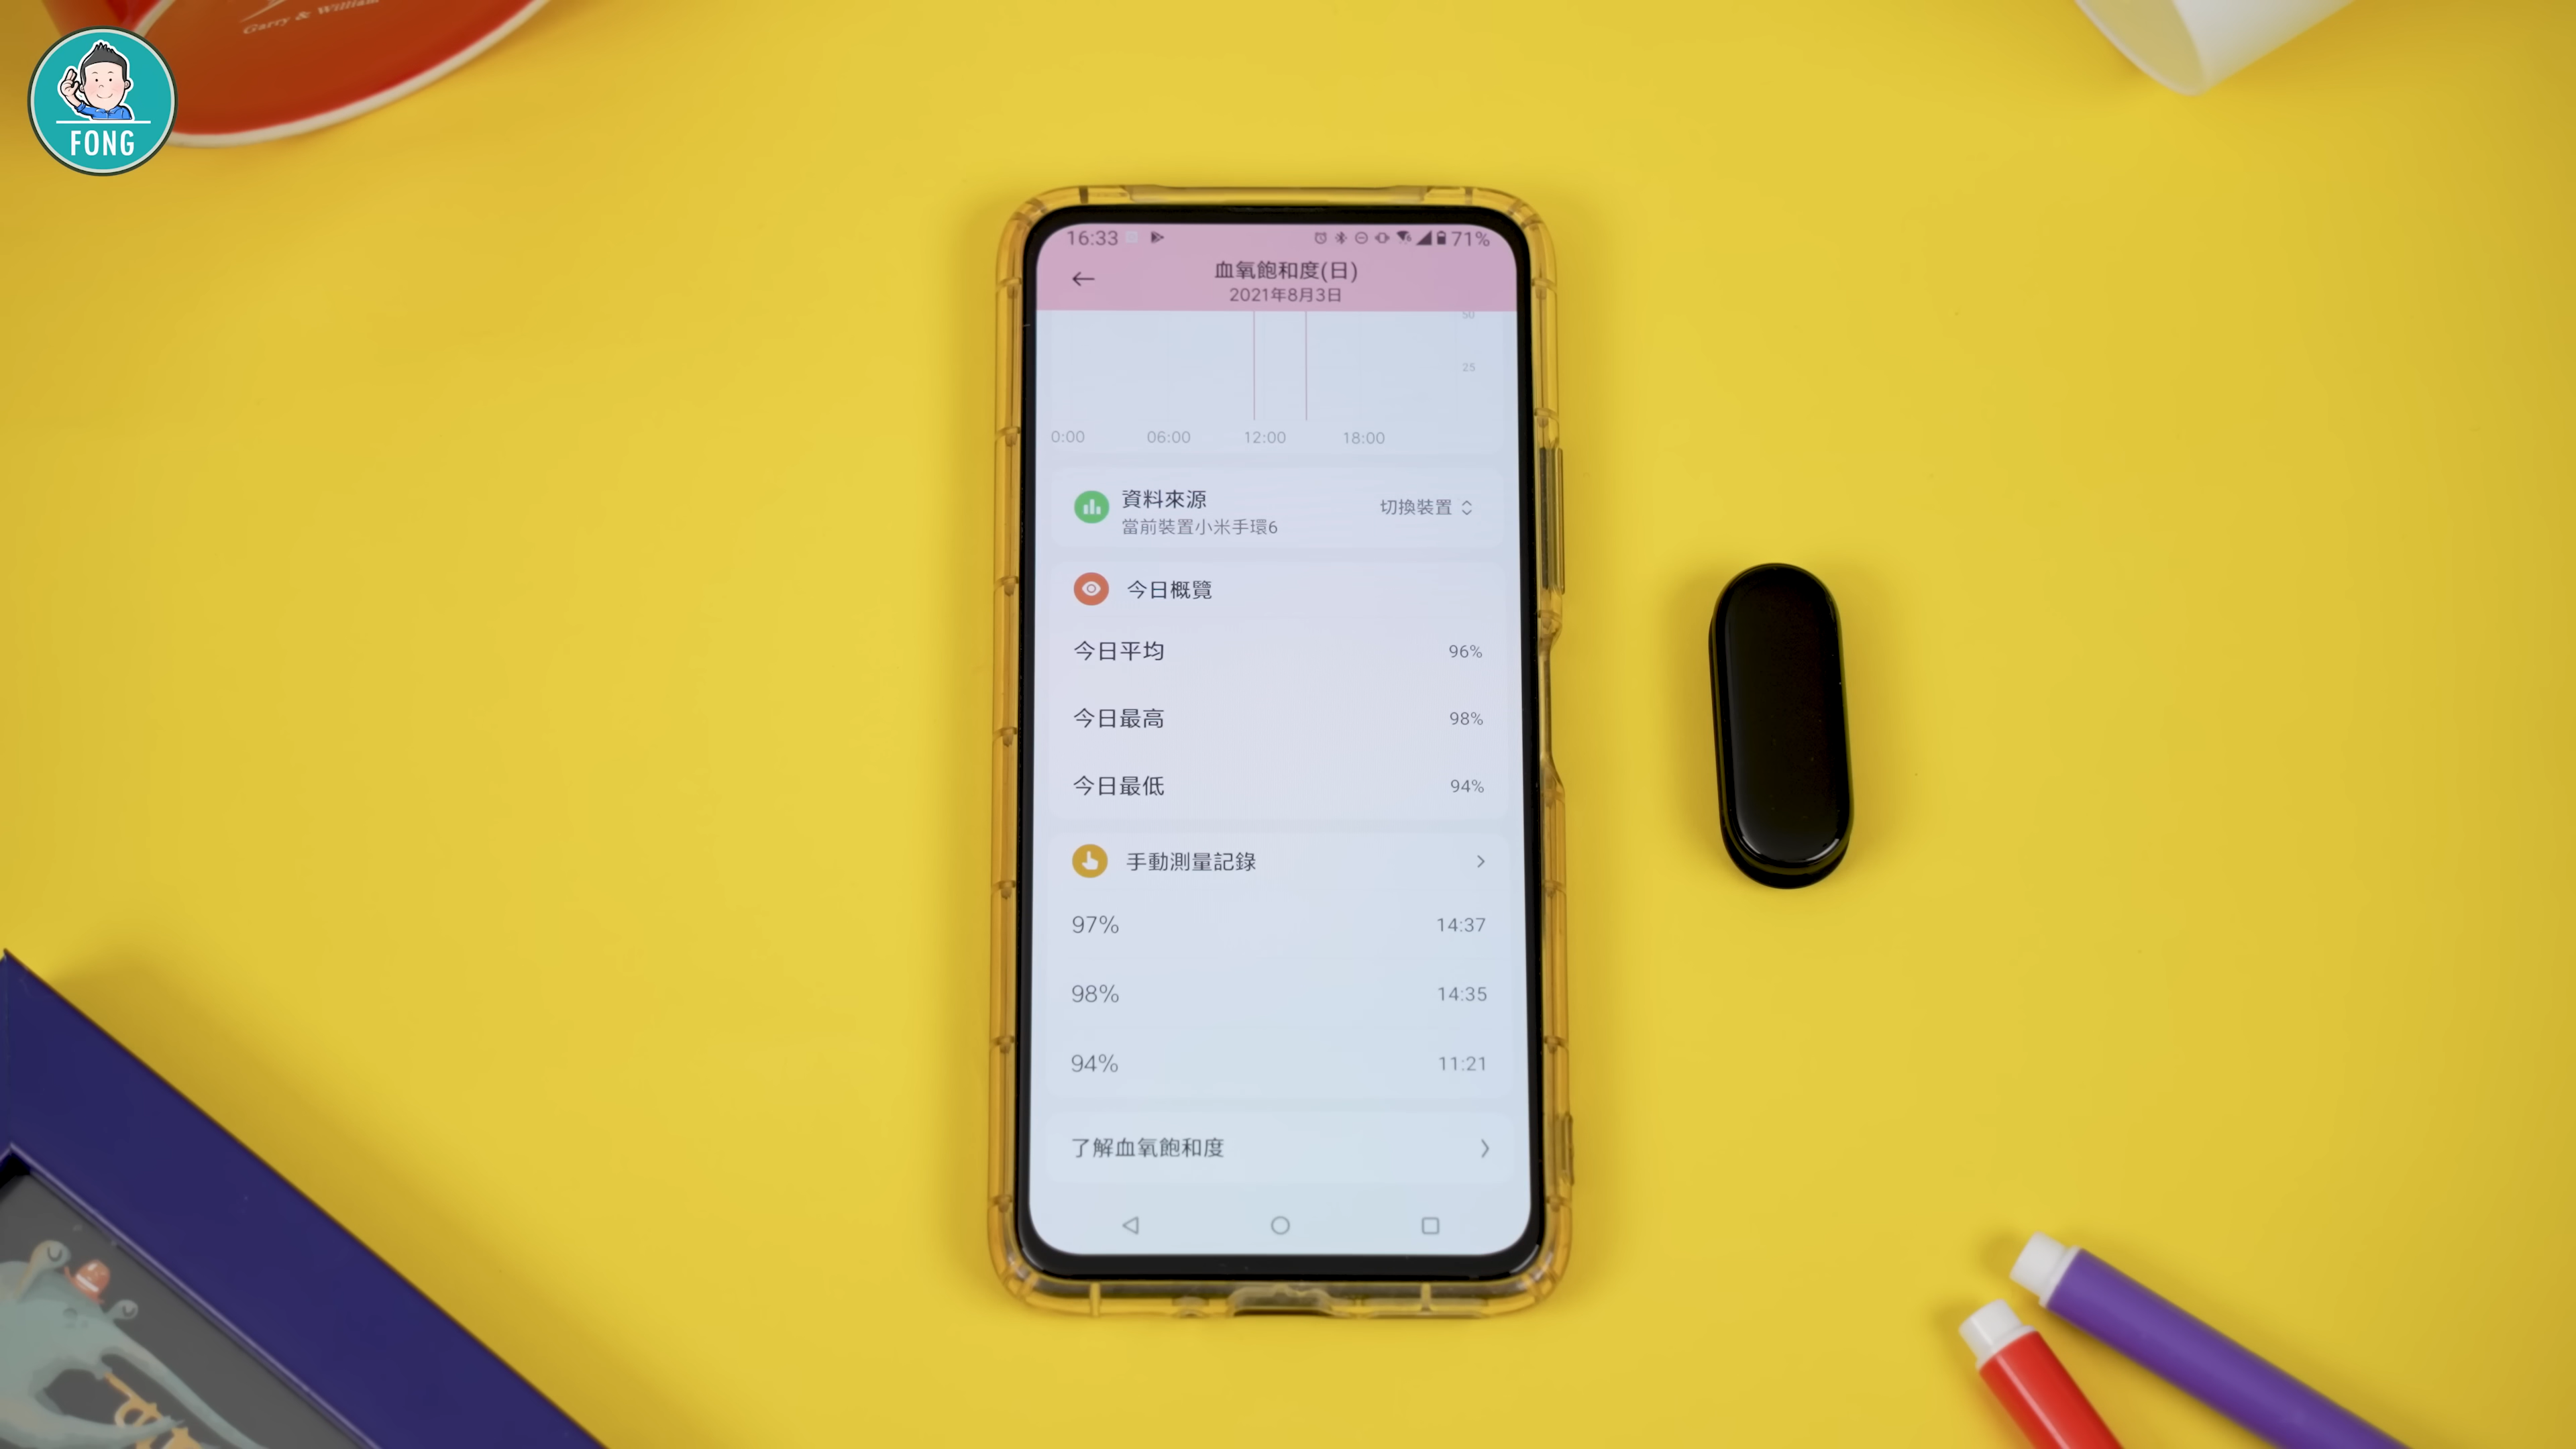 Garry & William
FONG
16:33
71%
血氧飽和度(日)
2021年8月3日
50
25
0:00 06:00 12:00 18:00
資料來源
切換裝置
當前裝置小米手環6
今日概覽
今日平均 96%
今日最高 98%
今日最低 94%
手動測量記錄
97% 14:37
98% 14:35
94% 11:21
了解血氧飽和度